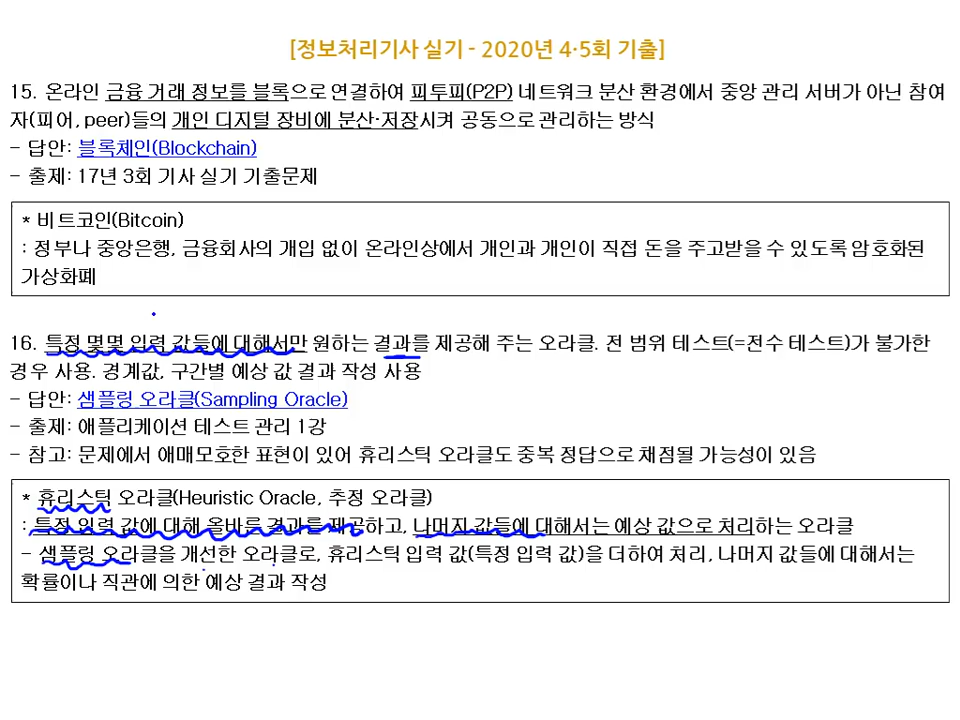 [정보처리기사 실기 - 2020년 4·5회 기출]
15. 온라인 금융 거래 정보를 블록으로 연결하여 피투피(P2P) 네트워크 분산 환경에서 중앙 관리 서버가 아닌 참여
자(피어, peer)들의 개인 디지털 장비에 분산·저장시켜 공동으로 관리하는 방식
- 답안: 블록체인(Blockchain)
- 출제: 17년 3회 기사 실기 기출문제
* 비트코인(Bitcoin)
: 정부나 중앙은행, 금융회사의 개입 없이 온라인상에서 개인과 개인이 직접 돈을 주고받을 수 있도록 암호화된
가상화폐
16. 특정 몇몇 입력 값들에 대해서만 원하는 결과를 제공해 주는 오라클. 전 범위 테스트(=전수 테스트)가 불가한
경우 사용. 경계값, 구간별 예상 값 결과 작성 사용
- 답안: 샘플링 오라클(Sampling Oracle)
- 출제: 애플리케이션 테스트 관리 1강
- 참고: 문제에서 애매모호한 표현이 있어 휴리스틱 오라클도 중복 정답으로 채점될 가능성이 있음
* 휴리스틱 오라클(Heuristic Oracle, 추정 오라클)
: 특정 입력 값에 대해 올바른 결과를 제공하고, 나머지 값들에 대해서는 예상 값으로 처리하는 오라클
- 샘플링 오라클을 개선한 오라클로, 휴리스틱 입력 값(특정 입력 값)을 더하여 처리, 나머지 값들에 대해서는
확률이나 직관에 의한 예상 결과 작성